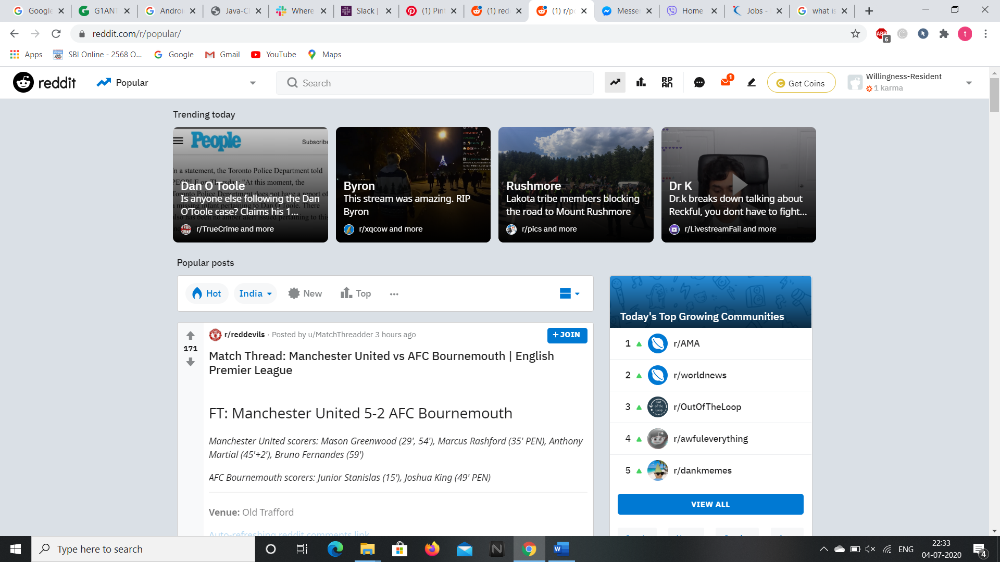 Google
G1ANT
Androi
Java-Cl
Where
Slack |
(1) Pin
(1) red
(1) r/p
Messe
Home
Jobs -
what is
reddit.com/r/popular/
ABP
6
t
Apps
SBI Online - 2568 O...
Google
Gmail
YouTube
Maps
reddit
Popular
Search
1
Get Coins
Willingness-Resident
1 karma
Trending today
People
Subscribe
In a statement, the Toronto Police Department told
PEOPLE on Thursday: "At this moment, the
Toronto Police Department does not have a report of
a missing infant pertaining to Dan O'Toole. There
also has been no amber alert issued pertaining to this
Dan O Toole
Is anyone else following the Dan
O'Toole case? Claims his 1...
r/TrueCrime and more
Byron
This stream was amazing. RIP
Byron
r/xqcow and more
Rushmore
Lakota tribe members blocking
the road to Mount Rushmore
r/pics and more
Dr K
Dr.k breaks down talking about
Reckful, you dont have to fight...
r/LivestreamFail and more
Popular posts
Hot
India
New
Top
...
171
r/reddevils · Posted by u/MatchThreadder 3 hours ago
+ JOIN
Match Thread: Manchester United vs AFC Bournemouth | English
Premier League
FT: Manchester United 5-2 AFC Bournemouth
Manchester United scorers: Mason Greenwood (29', 54'), Marcus Rashford (35' PEN), Anthony
Martial (45'+2'), Bruno Fernandes (59')
AFC Bournemouth scorers: Junior Stanislas (15'), Joshua King (49' PEN)
Venue: Old Trafford
Auto-refreshing reddit comments link
Today's Top Growing Communities
1 r/AMA
2 r/worldnews
3 r/OutOfTheLoop
4 r/awfuleverything
5 r/dankmemes
VIEW ALL
Type here to search
ENG
22:33
04-07-2020
4